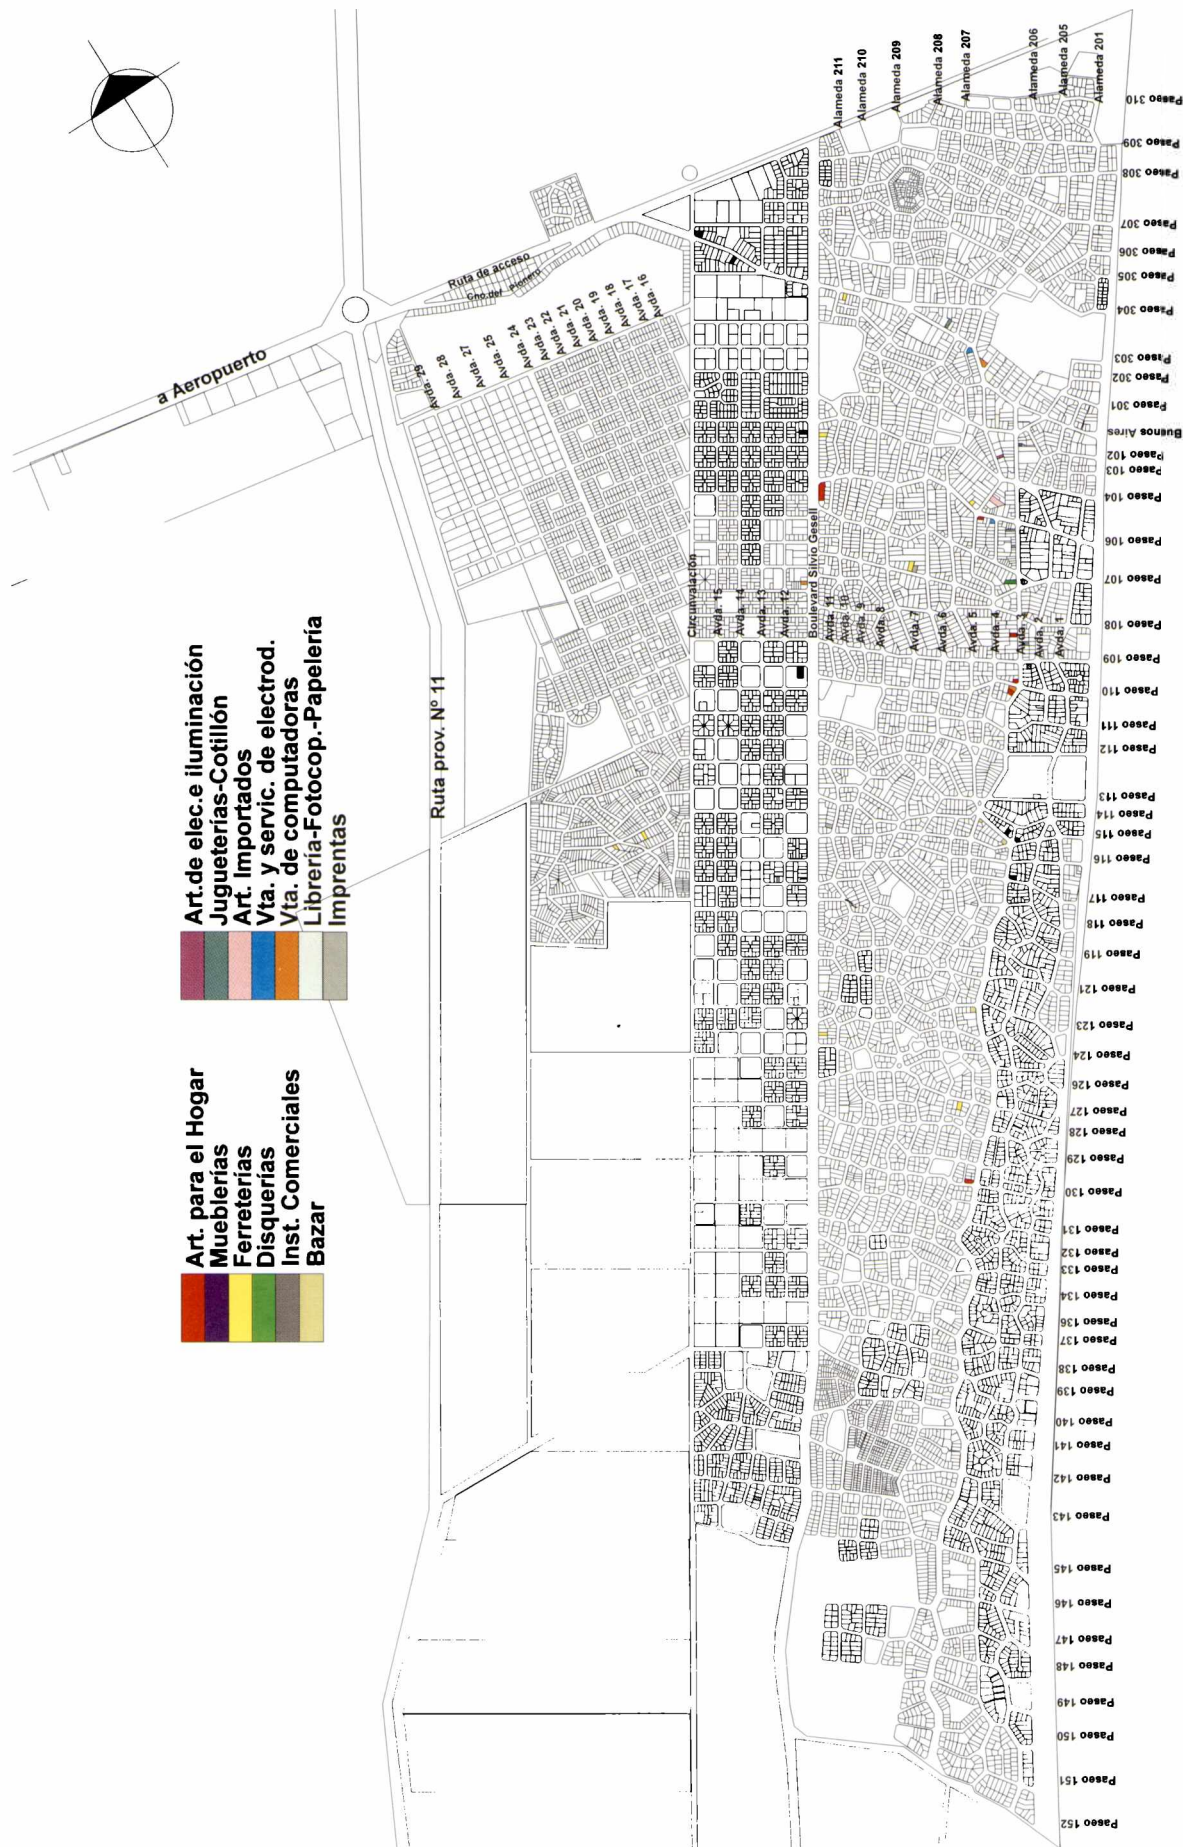 Alameda 211
Alameda 210
Alameda 209
Alameda 208
Alameda 207
Alameda 206
Alameda 205
Alameda 201
Paseo 310
Paseo 309
Paseo 308
Paseo 307
Paseo 306
Paseo 305
Paseo 304
Paseo 303
Paseo 302
Paseo 301
Buenos Aires
Paseo 102
Paseo 103
Paseo 104
Paseo 106
Paseo 107
Paseo 108
Paseo 109
Paseo 110
Paseo 111
Paseo 112
Paseo 113
Paseo 114
Paseo 115
Paseo 116
Paseo 117
Paseo 118
Paseo 119
Paseo 121
Paseo 123
Paseo 124
Paseo 126
Paseo 127
Paseo 128
Paseo 129
Paseo 130
Paseo 131
Paseo 132
Paseo 133
Paseo 134
Paseo 136
Paseo 137
Paseo 138
Paseo 139
Paseo 140
Paseo 141
Paseo 142
Paseo 143
Paseo 145
Paseo 146
Paseo 147
Paseo 148
Paseo 149
Paseo 150
Paseo 151
Paseo 152
a Aeropuerto
Ruta de acceso
Cno.del Pionero
Avda. 29
Avda. 28
Avda. 27
Avda. 25
Avda. 24
Avda. 23
Avda. 22
Avda. 21
Avda. 20
Avda. 19
Avda. 18
Avda. 17
Avda. 16
Circunvalación
Avda. 15
Avda. 14
Avda. 13
Avda. 12
Boulevard Silvio Gesell
Avda. 11
Avda. 10
Avda. 9
Avda. 8
Avda. 7
Avda. 6
Avda. 5
Avda. 4
Avda. 3
Avda. 2
Avda. 1
Ruta prov. Nº 11
Art. para el Hogar
Mueblerías
Ferreterías
Disquerías
Inst. Comerciales
Bazar
Art.de elec.e iluminación
Jugueterías-Cotillón
Art. Importados
Vta. y servic. de electrod.
Vta. de computadoras
Librería-Fotocop.-Papelería
Imprentas